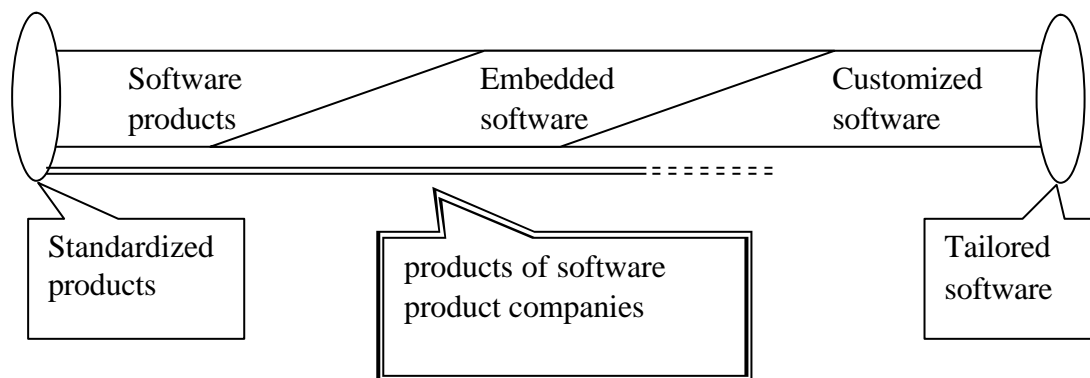 Software
products
Embedded
software
Customized
software
Standardized
products
products of software
product companies
Tailored
software